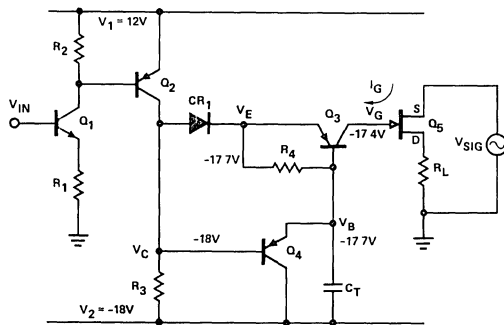 V1 = 12V
R2
Q2
VIN
Q1
CR1
VE
Q3
IG
VG
-17 4V
S
Q5
D
VSIG
RL
-17 7V
R4
R1
VB
-17 7V
VC
-18V
Q4
R3
CT
V2 = -18V